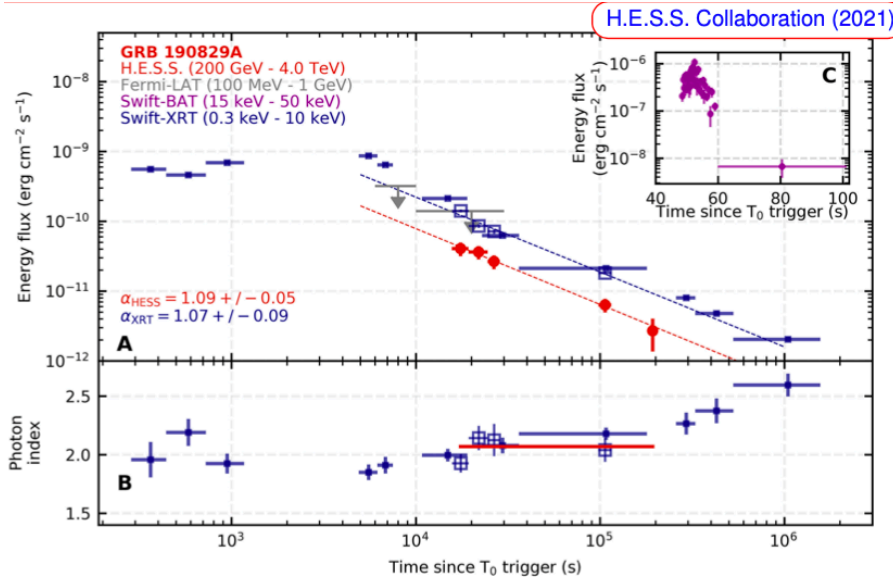 H.E.S.S. Collaboration (2021)
GRB 190829A
H.E.S.S. (200 GeV - 4.0 TeV)
Fermi-LAT (100 MeV - 1 GeV)
Swift-BAT (15 keV - 50 keV)
Swift-XRT (0.3 keV - 10 keV)
Energy flux (erg cm⁻² s⁻¹)
10⁻⁸
10⁻⁹
10⁻¹⁰
10⁻¹¹
10⁻¹²
α_HESS = 1.09 +/- 0.05
α_XRT = 1.07 +/- 0.09
A
C
Energy flux
(erg cm⁻² s⁻¹)
10⁻⁶
10⁻⁷
10⁻⁸
40 60 80 100
Time since T₀ trigger (s)
Photon
index
2.5
2.0
1.5
B
10³ 10⁴ 10⁵ 10⁶
Time since T₀ trigger (s)